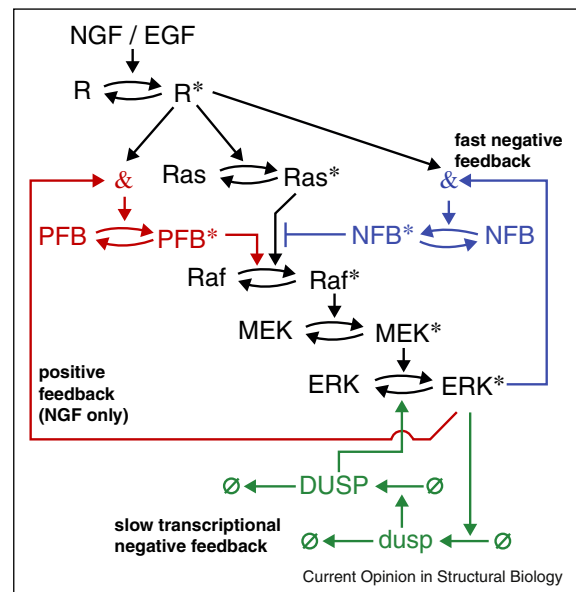 NGF / EGF
R R*
fast negative
feedback
& Ras Ras* &
PFB PFB* NFB* NFB
Raf Raf*
MEK MEK*
positive
feedback
(NGF only)
ERK ERK*
∅ DUSP ∅
slow transcriptional
negative feedback
∅ dusp ∅
Current Opinion in Structural Biology